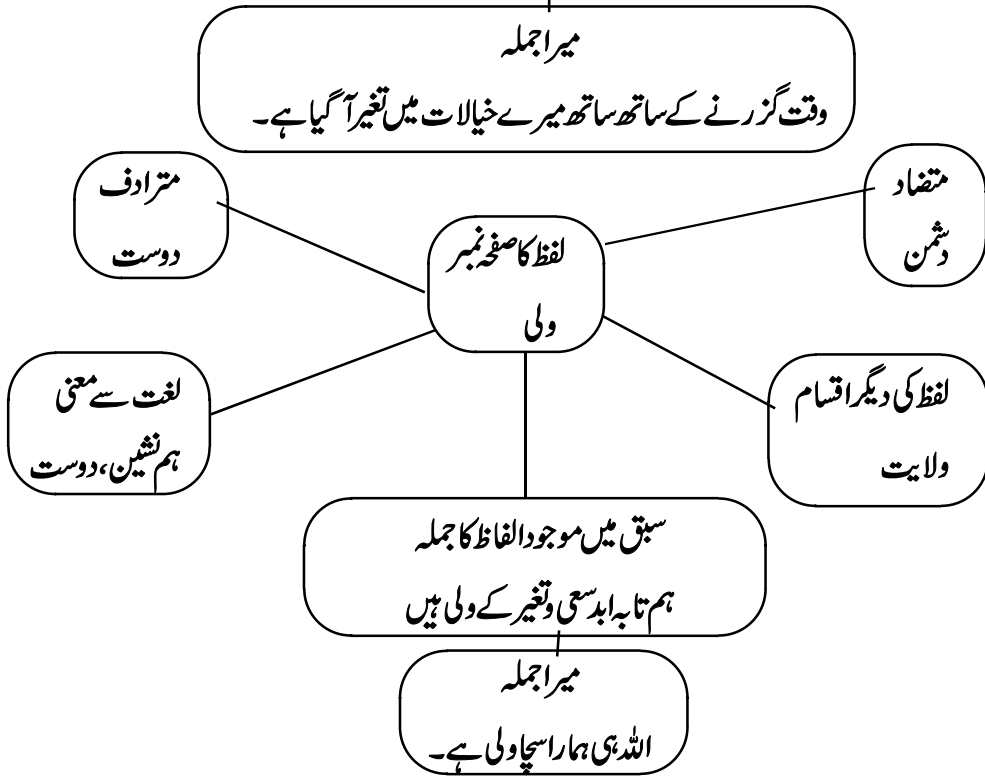 میرا جملہ
وقت گزرنے کے ساتھ ساتھ میرے خیالات میں تغیر آ گیا ہے۔
متضاد
دشمن
مترادف
دوست
لفظ کا صفحہ نمبر
ولی
لفظ کی دیگر اقسام
ولایت
لغت سے معنی
ہم نشین، دوست
سبق میں موجود الفاظ کا جملہ
ہم تا بہ ابد سعی و تغیر کے ولی ہیں
میرا جملہ
اللہ ہی ہمارا سچا ولی ہے۔